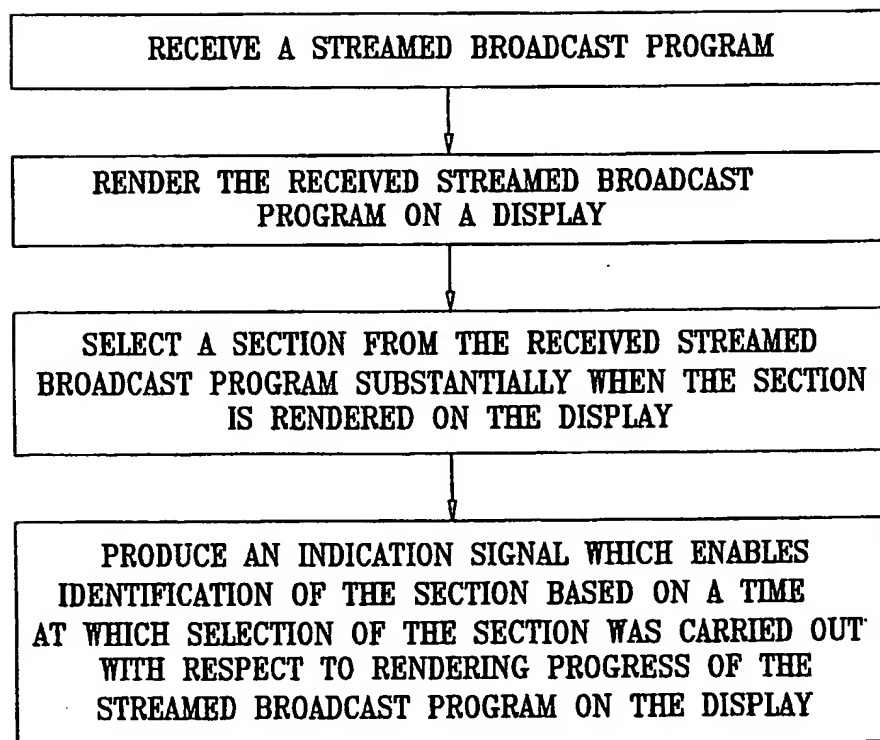 RECEIVE A STREAMED BROADCAST PROGRAM
RENDER THE RECEIVED STREAMED BROADCAST
PROGRAM ON A DISPLAY
SELECT A SECTION FROM THE RECEIVED STREAMED
BROADCAST PROGRAM SUBSTANTIALLY WHEN THE SECTION
IS RENDERED ON THE DISPLAY
PRODUCE AN INDICATION SIGNAL WHICH ENABLES
IDENTIFICATION OF THE SECTION BASED ON A TIME
AT WHICH SELECTION OF THE SECTION WAS CARRIED OUT
WITH RESPECT TO RENDERING PROGRESS OF THE
STREAMED BROADCAST PROGRAM ON THE DISPLAY